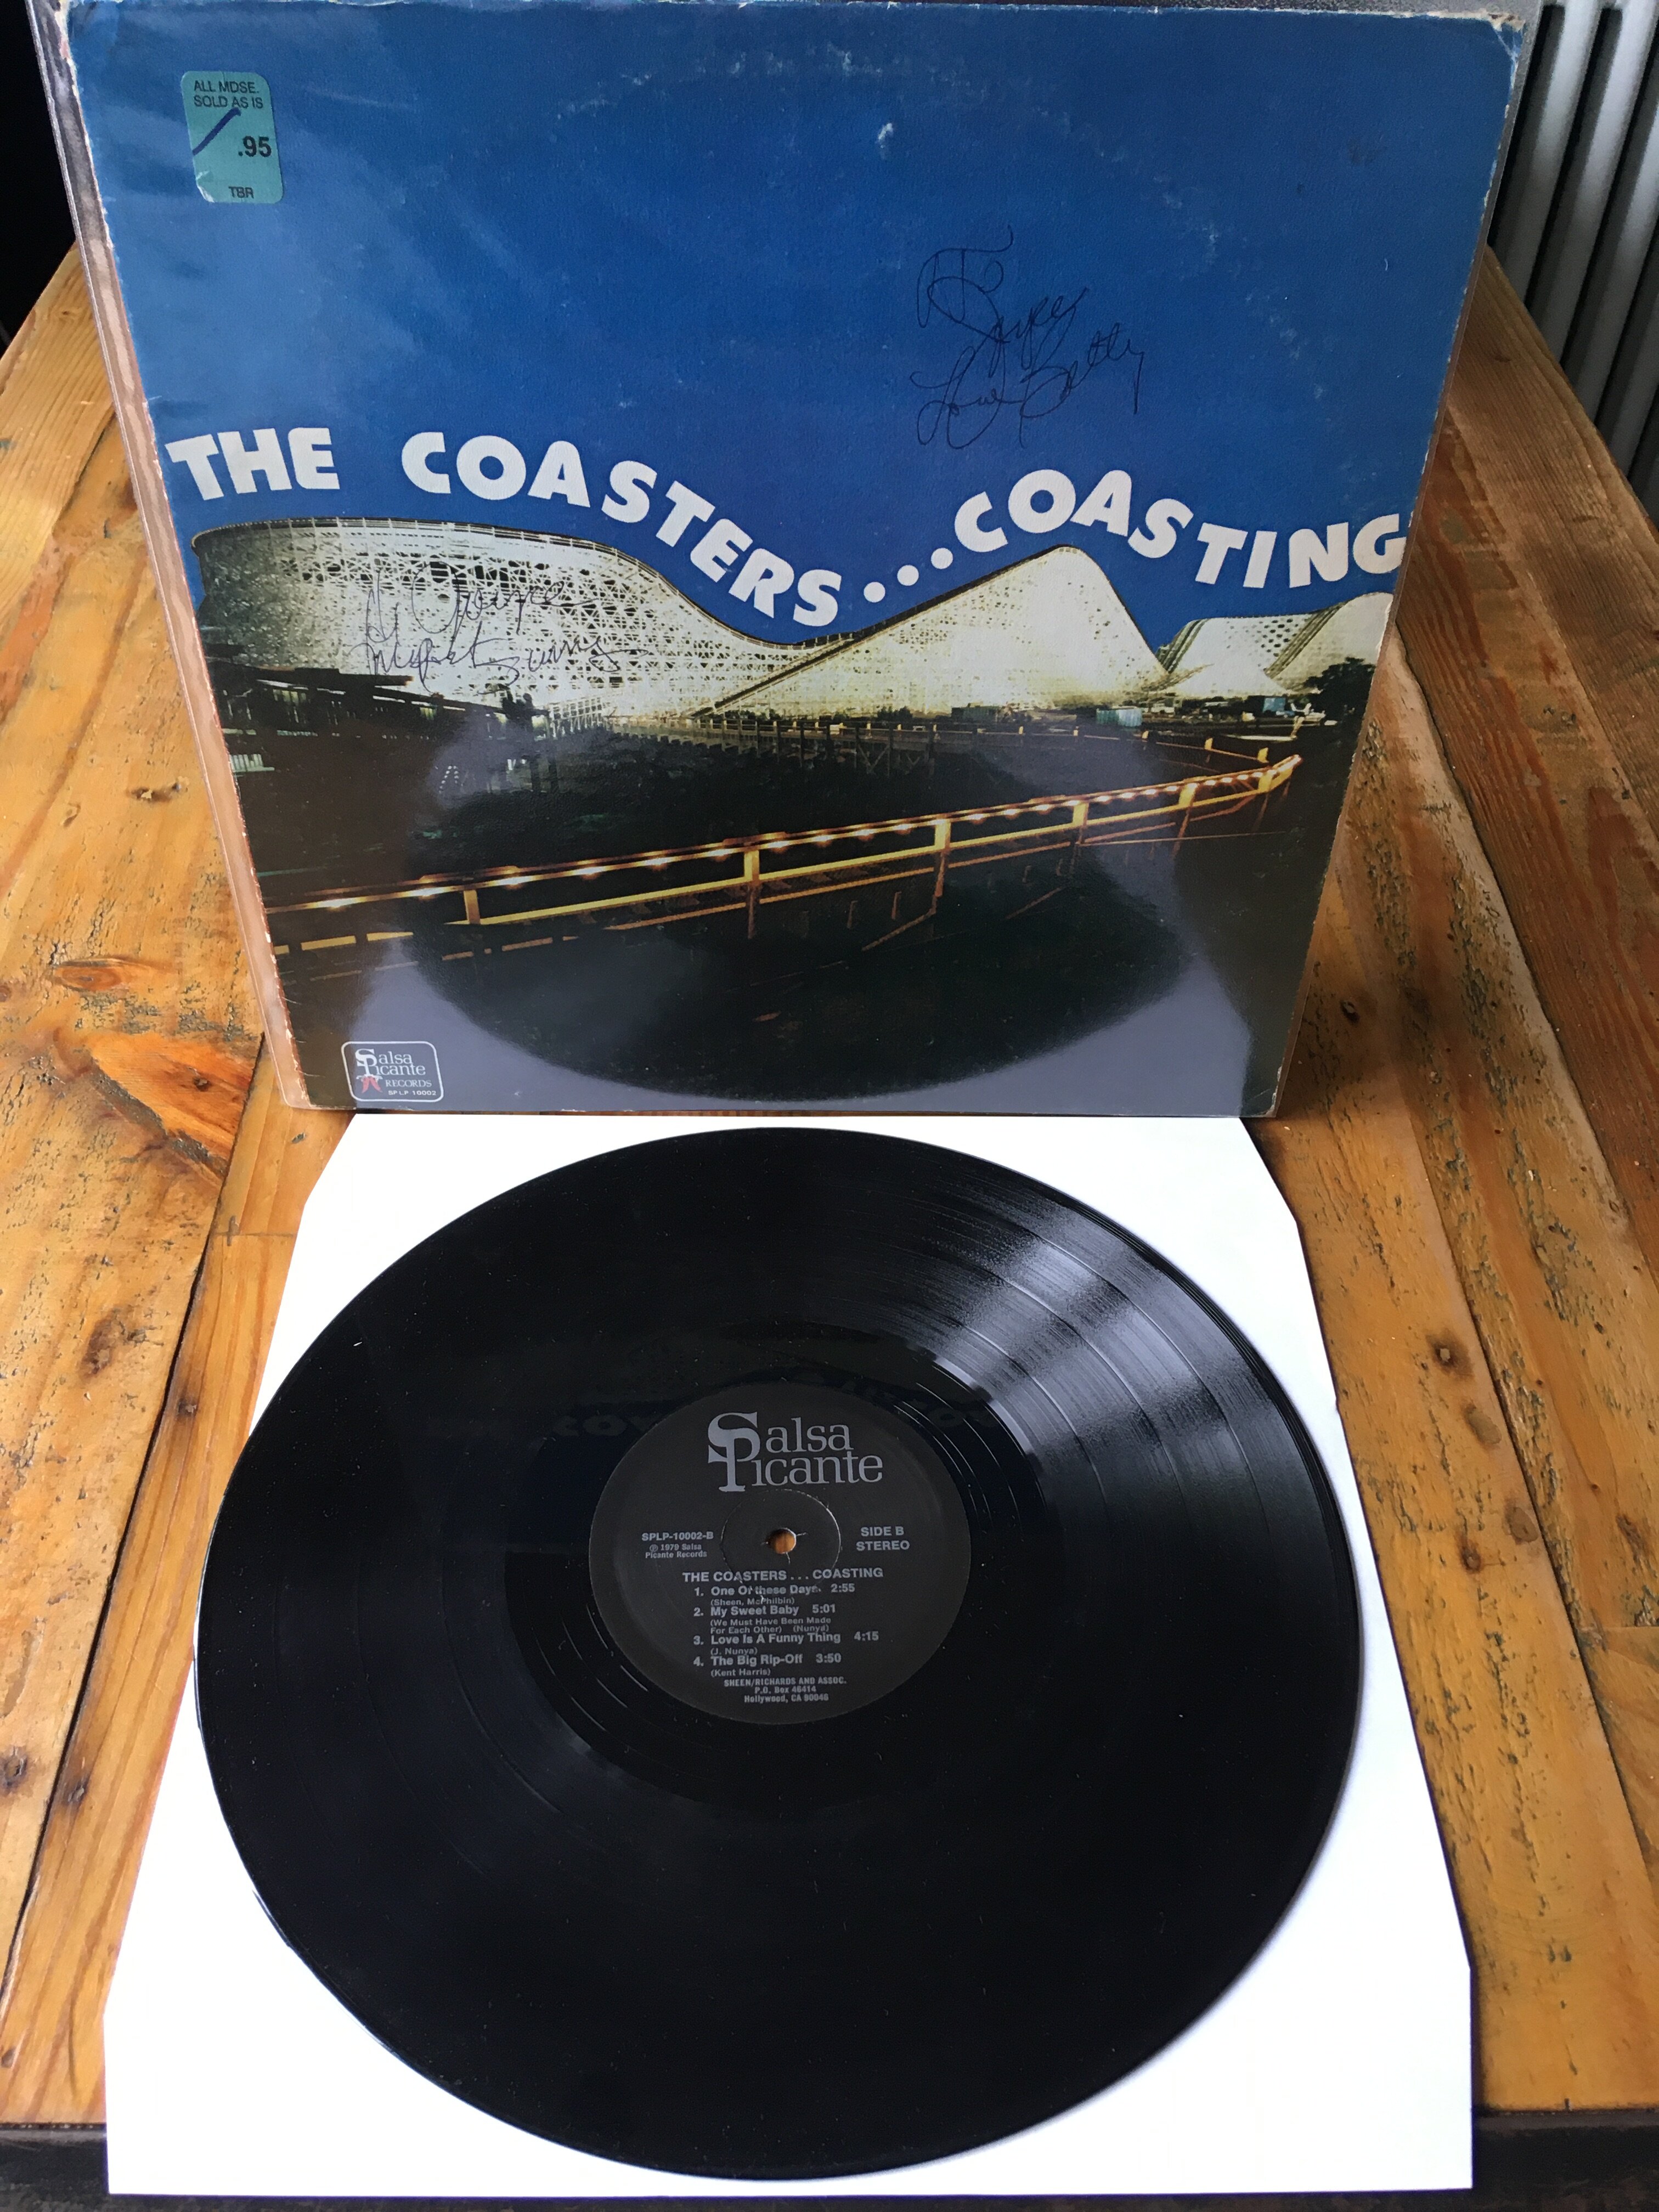 ALL MDSE.
SOLD AS IS
.95
TBR
Love Betty
THE COASTERS...COASTING
Salsa
Picante
RECORDS
SPLP 10002
Salsa
Picante
SPLP-10002-B
℗ 1979 Salsa
Picante Records
SIDE B
STEREO
THE COASTERS...COASTING
1. One Of these Days 2:55
(Sheen, McPhilbin)
2. My Sweet Baby 5:01
(We Must Have Been Made
For Each Other) (Nunya)
3. Love Is A Funny Thing 4:15
(J. Nunya)
4. The Big Rip-Off 3:50
(Kent Harris)
SHEEN/RICHARDS AND ASSOC.
P.O. Box 46414
Hollywood, CA 90046